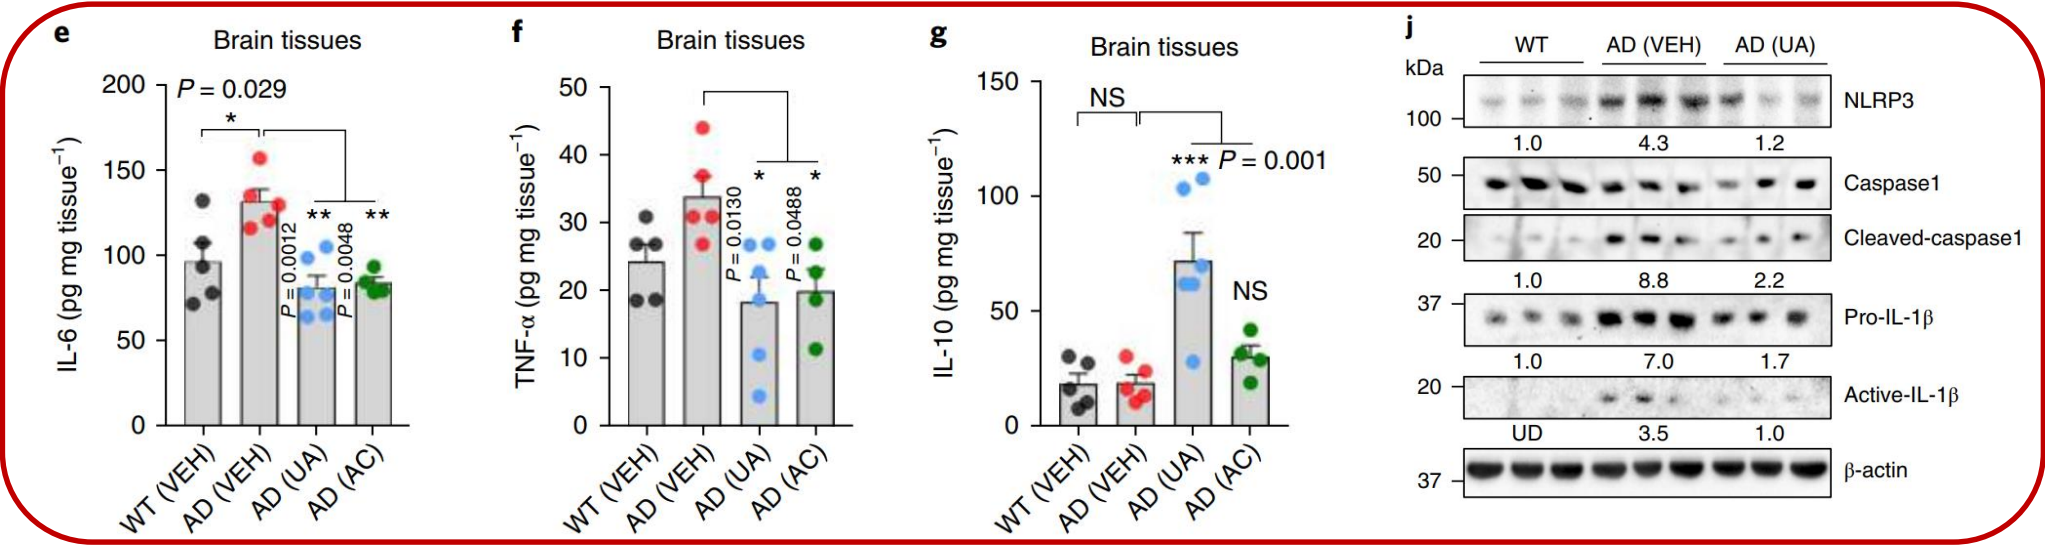 e
Brain tissues
IL-6 (pg mg tissue⁻¹)
200
150
100
50
0
P = 0.029
*
**
**
P = 0.0012
P = 0.0048
WT (VEH)
AD (VEH)
AD (UA)
AD (AC)
f
Brain tissues
TNF-α (pg mg tissue⁻¹)
50
40
30
20
10
0
*
*
P = 0.0130
P = 0.0488
WT (VEH)
AD (VEH)
AD (UA)
AD (AC)
g
Brain tissues
IL-10 (pg mg tissue⁻¹)
150
100
50
0
NS
*** P = 0.001
NS
WT (VEH)
AD (VEH)
AD (UA)
AD (AC)
j
WT AD (VEH) AD (UA)
kDa
100 NLRP3
1.0 4.3 1.2
50 Caspase1
20 Cleaved-caspase1
1.0 8.8 2.2
37 Pro-IL-1β
1.0 7.0 1.7
20 Active-IL-1β
UD 3.5 1.0
37 β-actin